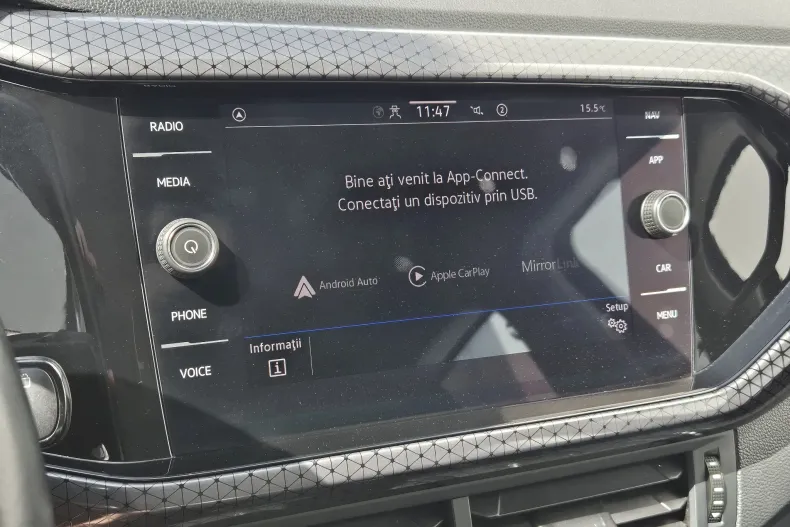 11:47
2
15.5°C
RADIO
MEDIA
PHONE
VOICE
Bine aţi venit la App-Connect.
Conectaţi un dispozitiv prin USB.
Android Auto
Apple CarPlay
MirrorLink
Informaţii
i
Setup
NAV
APP
CAR
MENU